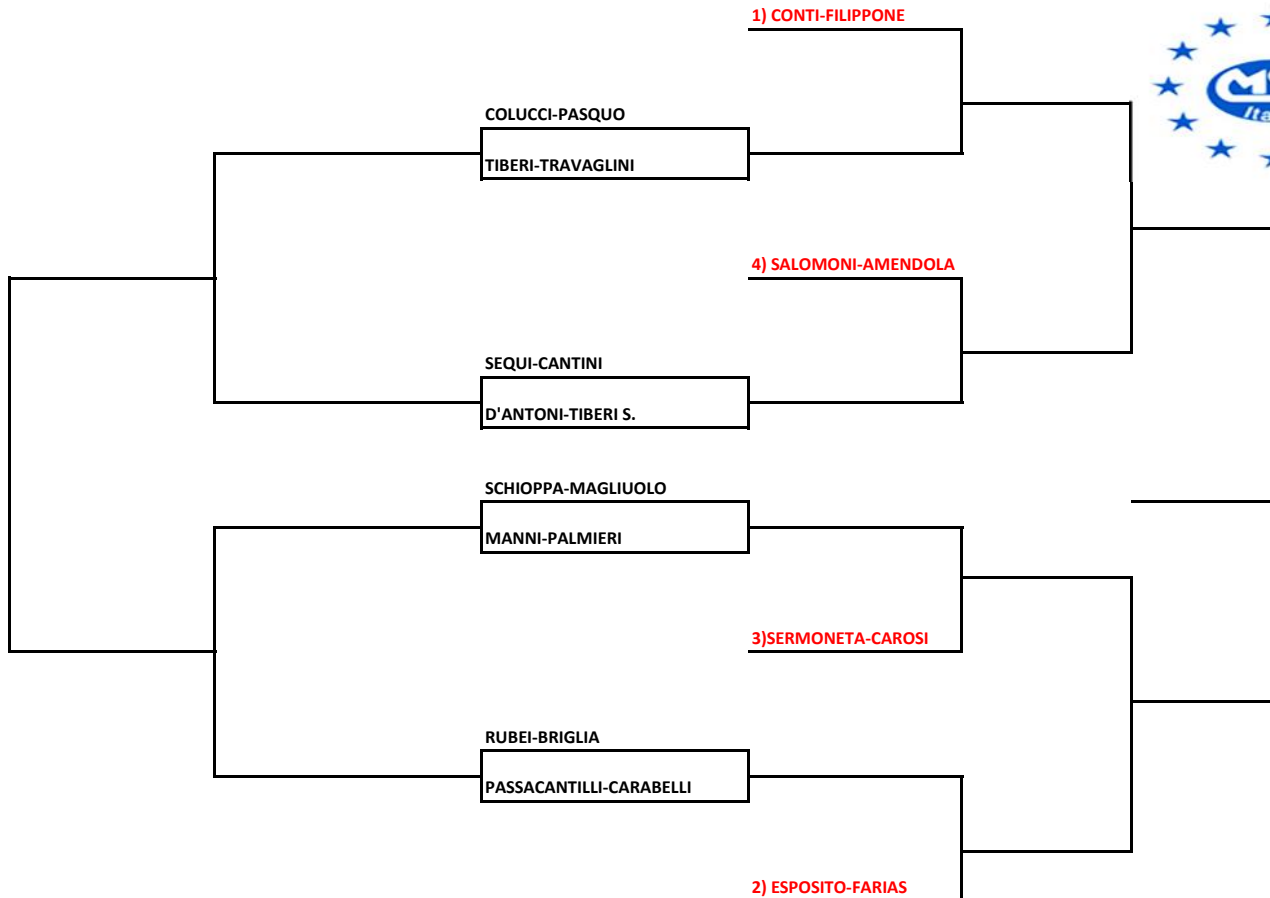 1) CONTI-FILIPPONE
COLUCCI-PASQUO
TIBERI-TRAVAGLINI
4) SALOMONI-AMENDOLA
SEQUI-CANTINI
D'ANTONI-TIBERI S.
SCHIOPPA-MAGLIUOLO
MANNI-PALMIERI
3)SERMONETA-CAROSI
RUBEI-BRIGLIA
PASSACANTILLI-CARABELLI
2) ESPOSITO-FARIAS